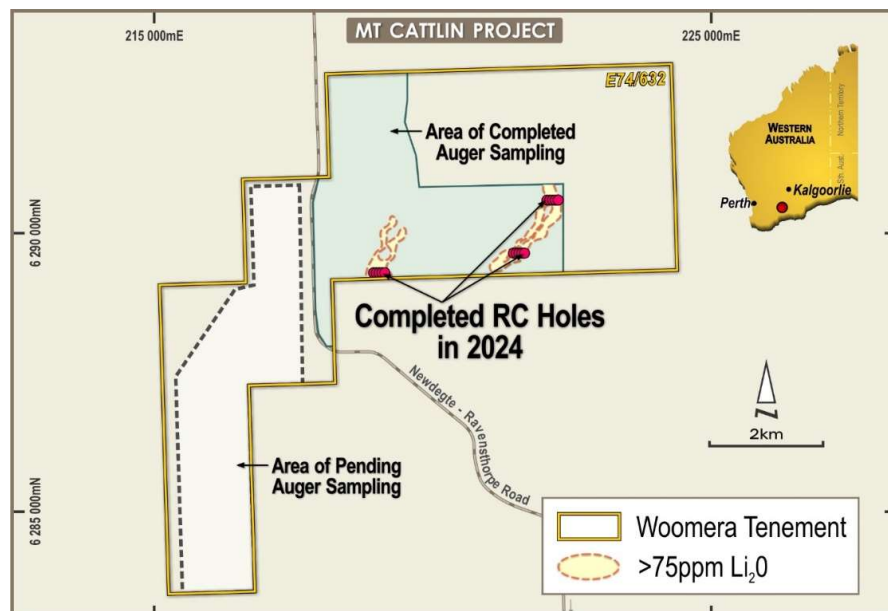 MT CATTLIN PROJECT
215 000mE
225 000mE
E74/632
Area of Completed
Auger Sampling
WESTERN
AUSTRALIA
Northern Territory
Sth. Aust.
Kalgoorlie
Perth
6 290 000mN
Completed RC Holes
in 2024
Newdegte - Ravensthorpe Road
2km
Area of Pending
Auger Sampling
6 285 000mN
Woomera Tenement
>75ppm Li₂0